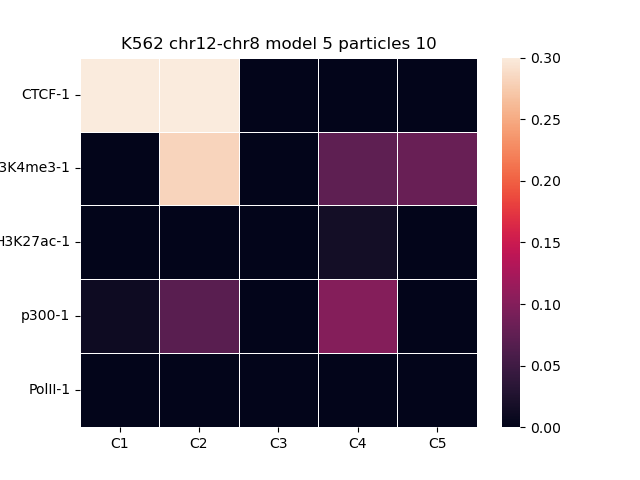 K562 chr12-chr8 model 5 particles 10
CTCF-1
3K4me3-1
H3K27ac-1
p300-1
PolII-1
C1 C2 C3 C4 C5
0.30
0.25
0.20
0.15
0.10
0.05
0.00